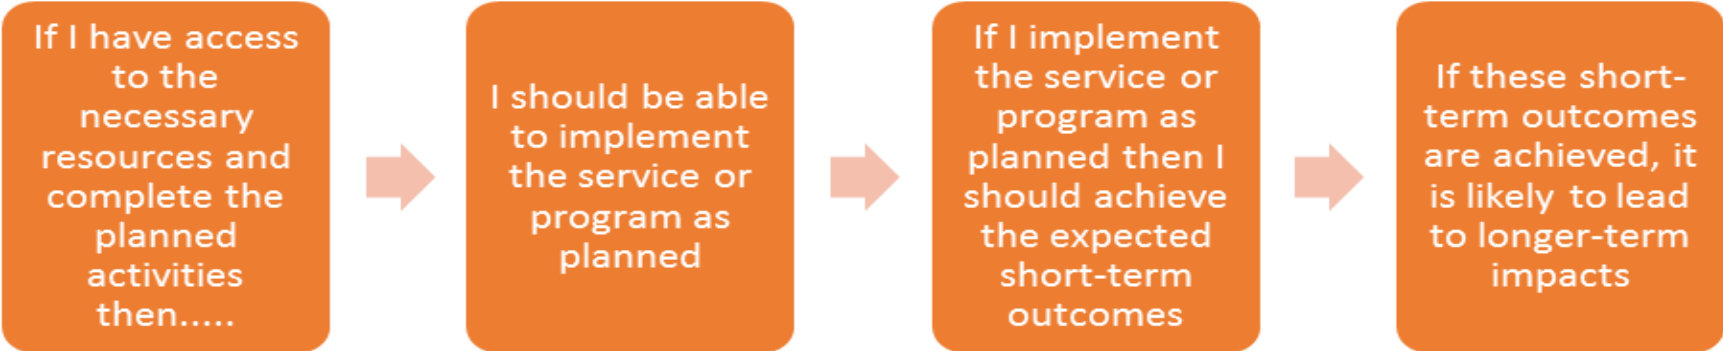 If I have access
to the
necessary
resources and
complete the
planned
activities
then.....
I should be able
to implement
the service or
program as
planned
If I implement
the service or
program as
planned then I
should achieve
the expected
short-term
outcomes
If these short-
term outcomes
are achieved, it
is likely to lead
to longer-term
impacts